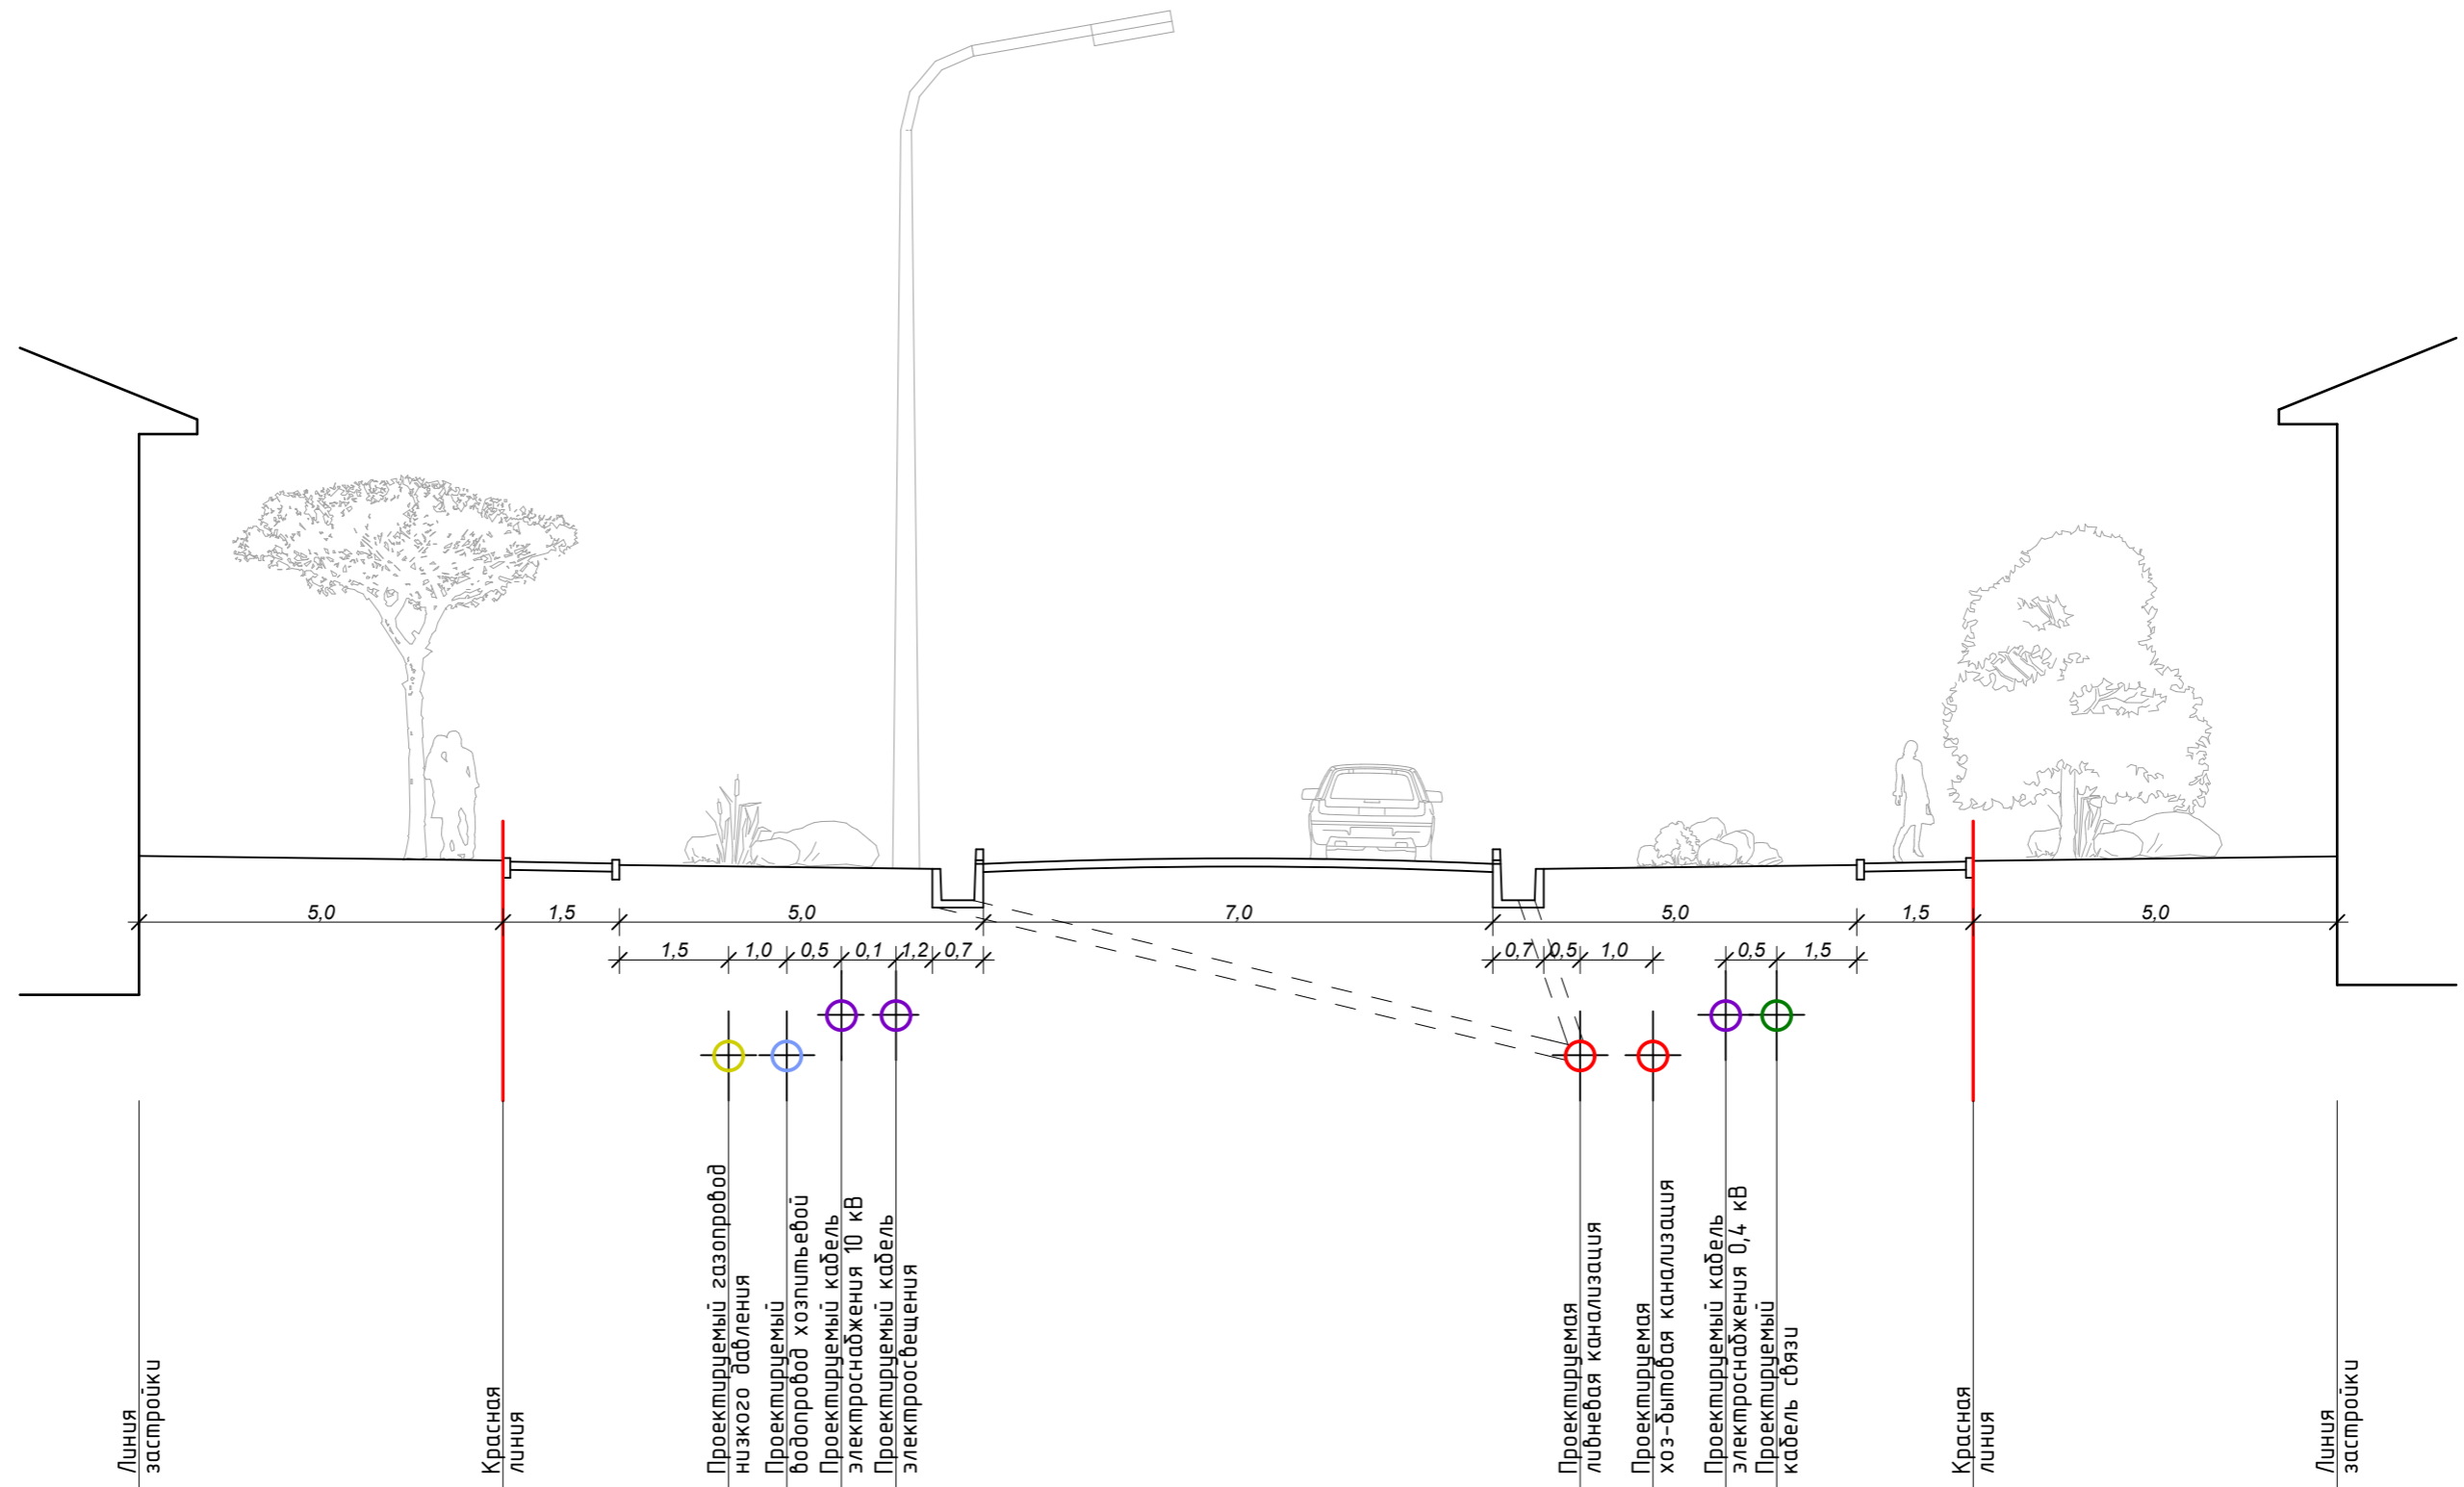 5,0
1,5
5,0
7,0
5,0
1,5
5,0
1,5
1,0
0,5
0,1
1,2
0,7
0,7
0,5
1,0
0,5
1,5
Линия
застройки
Красная
линия
Проектируемый газопровод
низкого давления
Проектируемый
водопровод хозпитьевой
Проектируемый кабель
электроснабжения 10 кВ
Проектируемый кабель
электроосвещения
Проектируемая
ливневая канализация
Проектируемая
хоз-бытовая канализация
Проектируемый кабель
электроснабжения 0,4 кВ
Проектируемый
кабель связи
Красная
линия
Линия
застройки